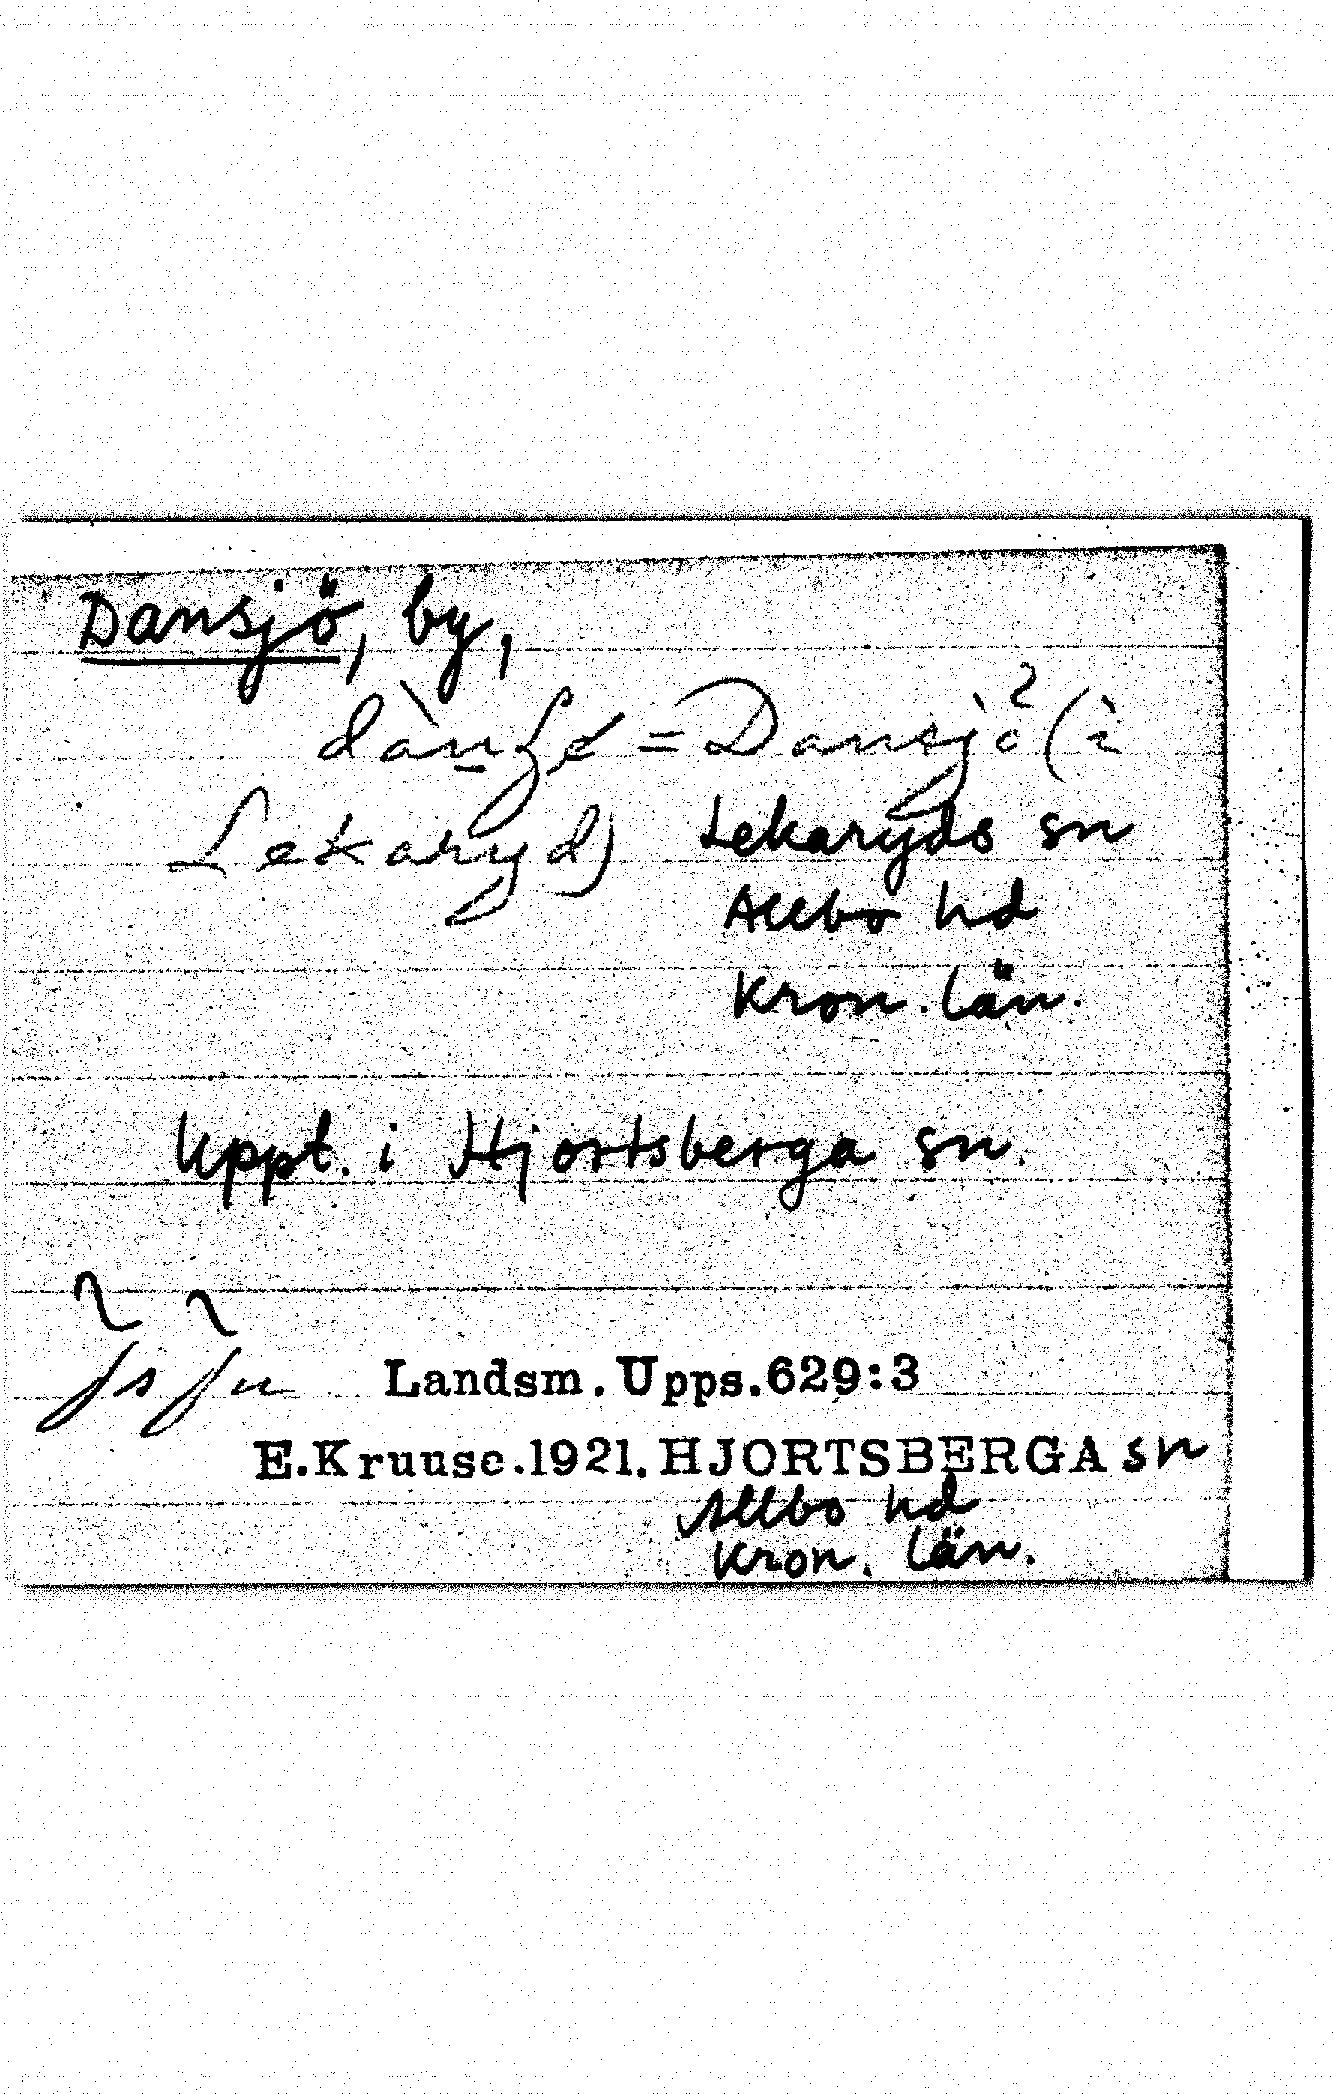 Dansjö, by,
= Dansjö (i
Lekaryd) Lekaryds sn
Allbo hd
Kron. län.
Uppt. i Hjortsberga sn.
Landsm. Upps. 629:3
E. Kruuse. 1921. HJORTSBERGA sn
Allbo hd
Kron. län.